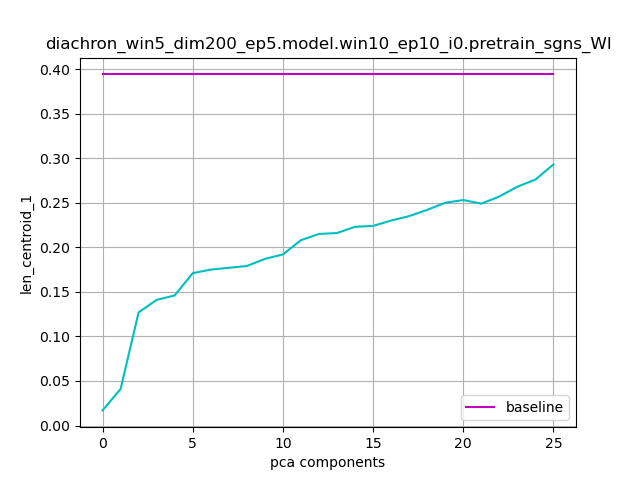 diachron_win5_dim200_ep5.model.win10_ep10_i0.pretrain_sgns_WI
0.40
0.35
0.30
0.25
0.20
0.15
0.10
0.05
0.00
len_centroid_1
baseline
0 5 10 15 20 25
pca components